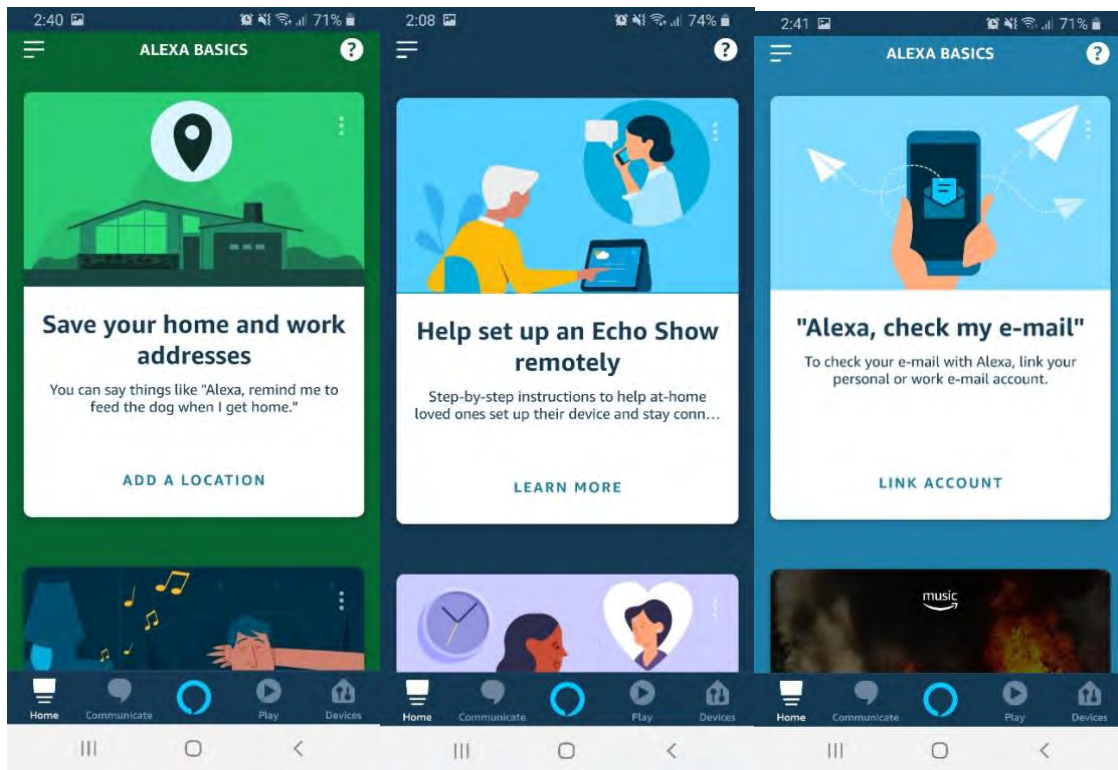 2:40 71%
ALEXA BASICS ?
Save your home and work
addresses
You can say things like "Alexa, remind me to
feed the dog when I get home."
ADD A LOCATION
Home Communicate Play Devices
2:08 74%
?
Help set up an Echo Show
remotely
Step-by-step instructions to help at-home
loved ones set up their device and stay conn...
LEARN MORE
Home Communicate Play Devices
2:41 71%
ALEXA BASICS ?
"Alexa, check my e-mail"
To check your e-mail with Alexa, link your
personal or work e-mail account.
LINK ACCOUNT
music
Home Communicate Play Devices